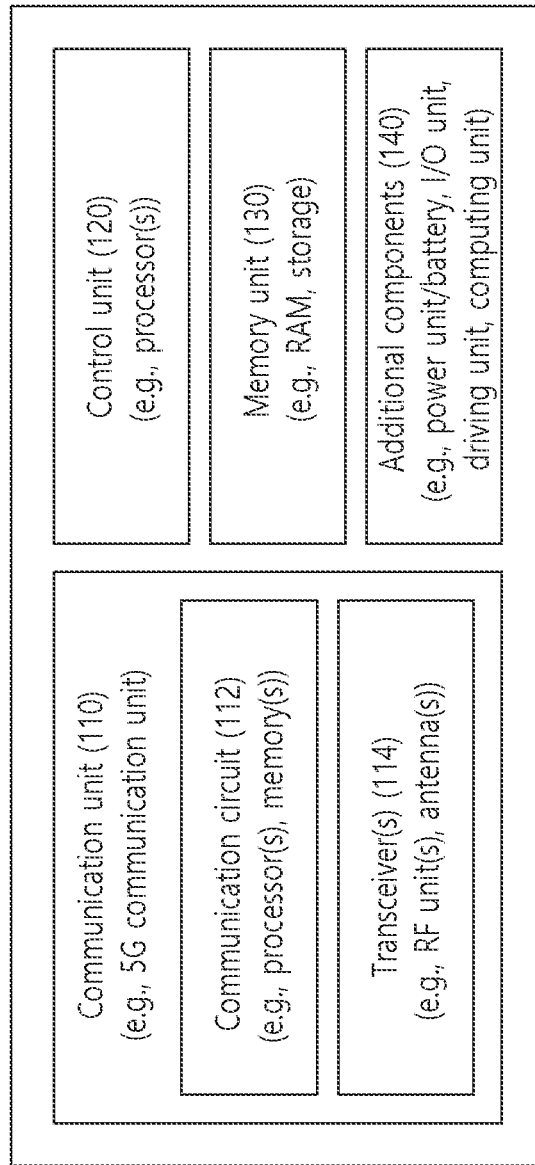 Communication unit (110)
(e.g., 5G communication unit)
Communication circuit (112)
(e.g., processor(s), memory(s))
Transceiver(s) (114)
(e.g., RF unit(s), antenna(s))
Control unit (120)
(e.g., processor(s))
Memory unit (130)
(e.g., RAM, storage)
Additional components (140)
(e.g., power unit/battery, I/O unit,
driving unit, computing unit)